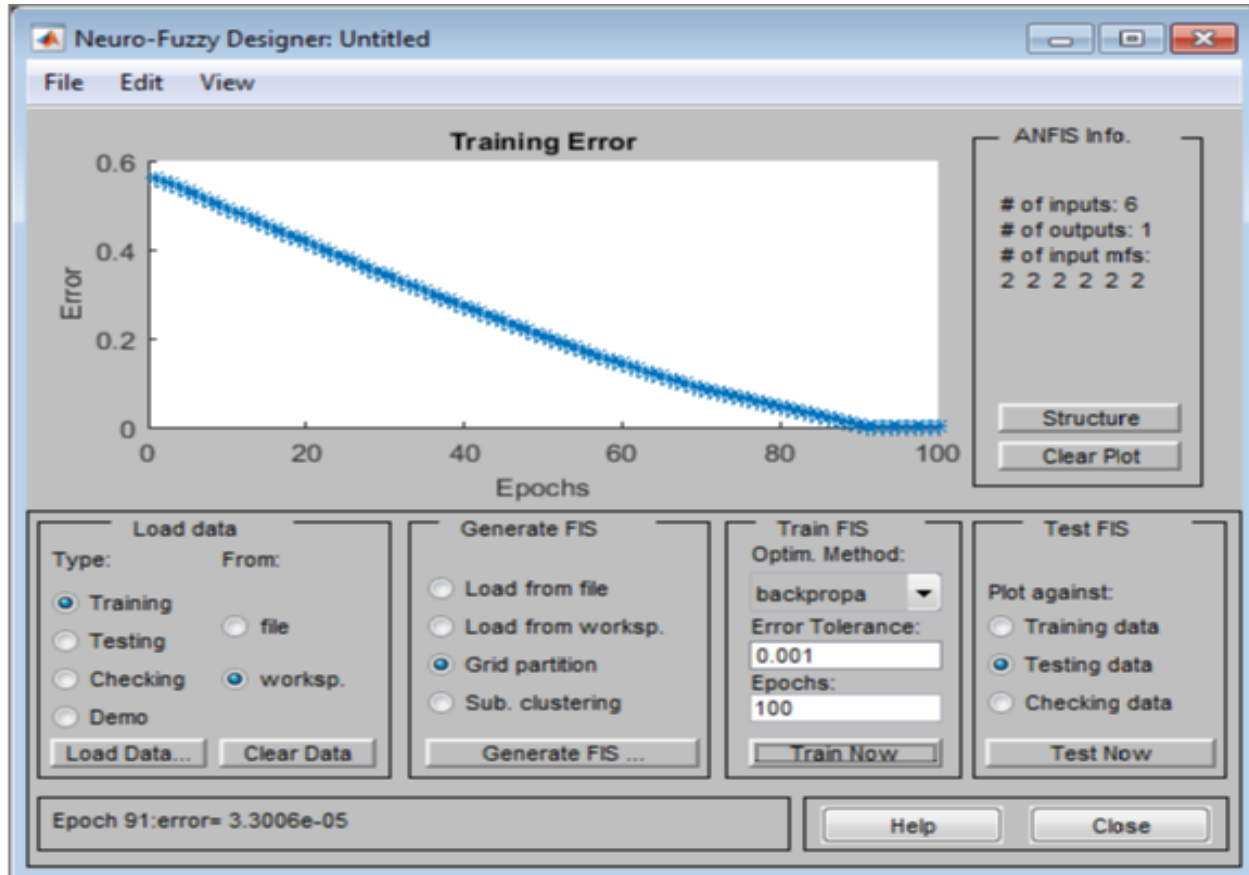 Neuro-Fuzzy Designer: Untitled
File Edit View
Training Error
0.6
0.4
0.2
0
Error
0 20 40 60 80 100
Epochs
ANFIS Info.
# of inputs: 6
# of outputs: 1
# of input mfs:
2 2 2 2 2 2
Structure
Clear Plot
Load data
Type: From:
Training
Testing
Checking
Demo
file
worksp.
Load Data... Clear Data
Generate FIS
Load from file
Load from worksp.
Grid partition
Sub. clustering
Generate FIS ...
Train FIS
Optim. Method:
backpropa
Error Tolerance:
0.001
Epochs:
100
Train Now
Test FIS
Plot against:
Training data
Testing data
Checking data
Test Now
Epoch 91:error= 3.3006e-05
Help Close